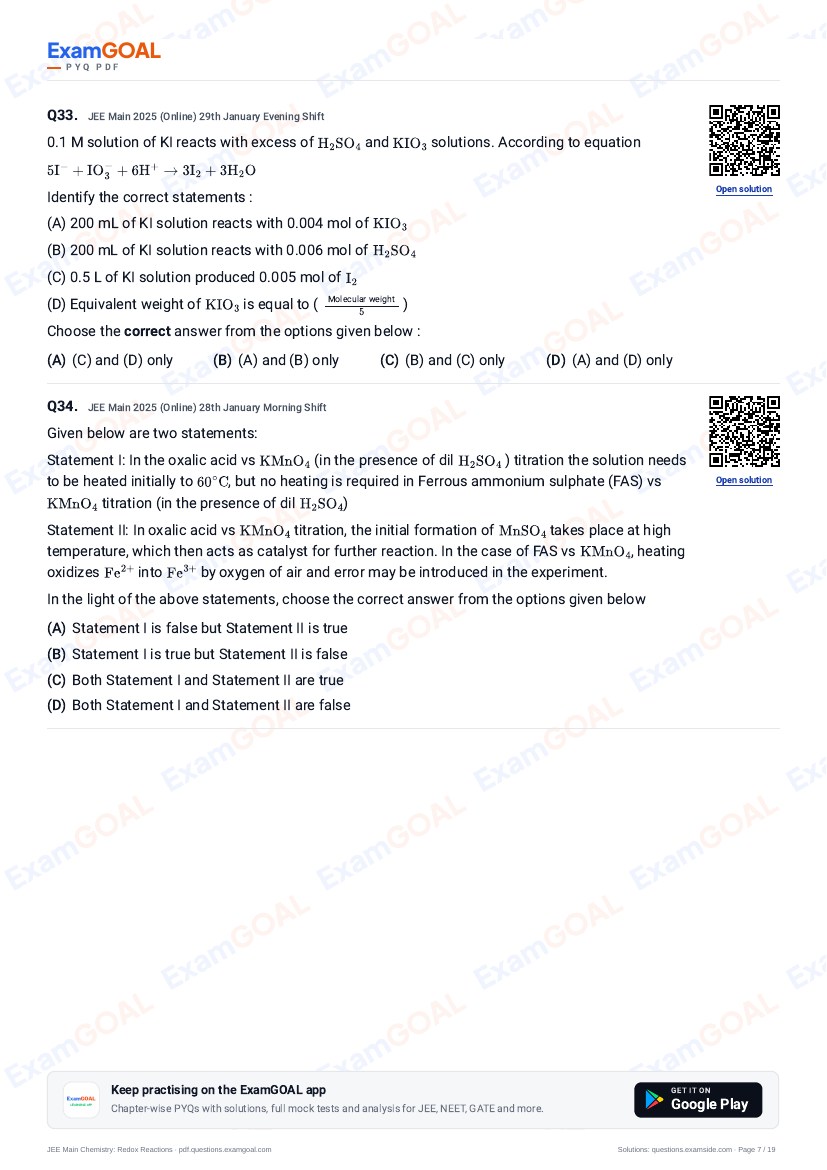 ExamGOAL
PYQ PDF
Q33. JEE Main 2025 (Online) 29th January Evening Shift
0.1 M solution of KI reacts with excess of H₂SO₄ and KIO₃ solutions. According to equation
5I⁻ + IO₃⁻ + 6H⁺ → 3I₂ + 3H₂O
Identify the correct statements :
(A) 200 mL of KI solution reacts with 0.004 mol of KIO₃
(B) 200 mL of KI solution reacts with 0.006 mol of H₂SO₄
(C) 0.5 L of KI solution produced 0.005 mol of I₂
(D) Equivalent weight of KIO₃ is equal to ( Molecular weight / 5 )
Choose the correct answer from the options given below :
(A) (C) and (D) only (B) (A) and (B) only (C) (B) and (C) only (D) (A) and (D) only
Open solution
Q34. JEE Main 2025 (Online) 28th January Morning Shift
Given below are two statements:
Statement I: In the oxalic acid vs KMnO₄ (in the presence of dil H₂SO₄ ) titration the solution needs
to be heated initially to 60°C, but no heating is required in Ferrous ammonium sulphate (FAS) vs
KMnO₄ titration (in the presence of dil H₂SO₄)
Statement II: In oxalic acid vs KMnO₄ titration, the initial formation of MnSO₄ takes place at high
temperature, which then acts as catalyst for further reaction. In the case of FAS vs KMnO₄, heating
oxidizes Fe²⁺ into Fe³⁺ by oxygen of air and error may be introduced in the experiment.
In the light of the above statements, choose the correct answer from the options given below
(A) Statement I is false but Statement II is true
(B) Statement I is true but Statement II is false
(C) Both Statement I and Statement II are true
(D) Both Statement I and Statement II are false
Open solution
ExamGOAL
Keep practising on the ExamGOAL app
Chapter-wise PYQs with solutions, full mock tests and analysis for JEE, NEET, GATE and more.
GET IT ON
Google Play
JEE Main Chemistry: Redox Reactions · pdf.questions.examgoal.com
Solutions: questions.examside.com · Page 7 / 19